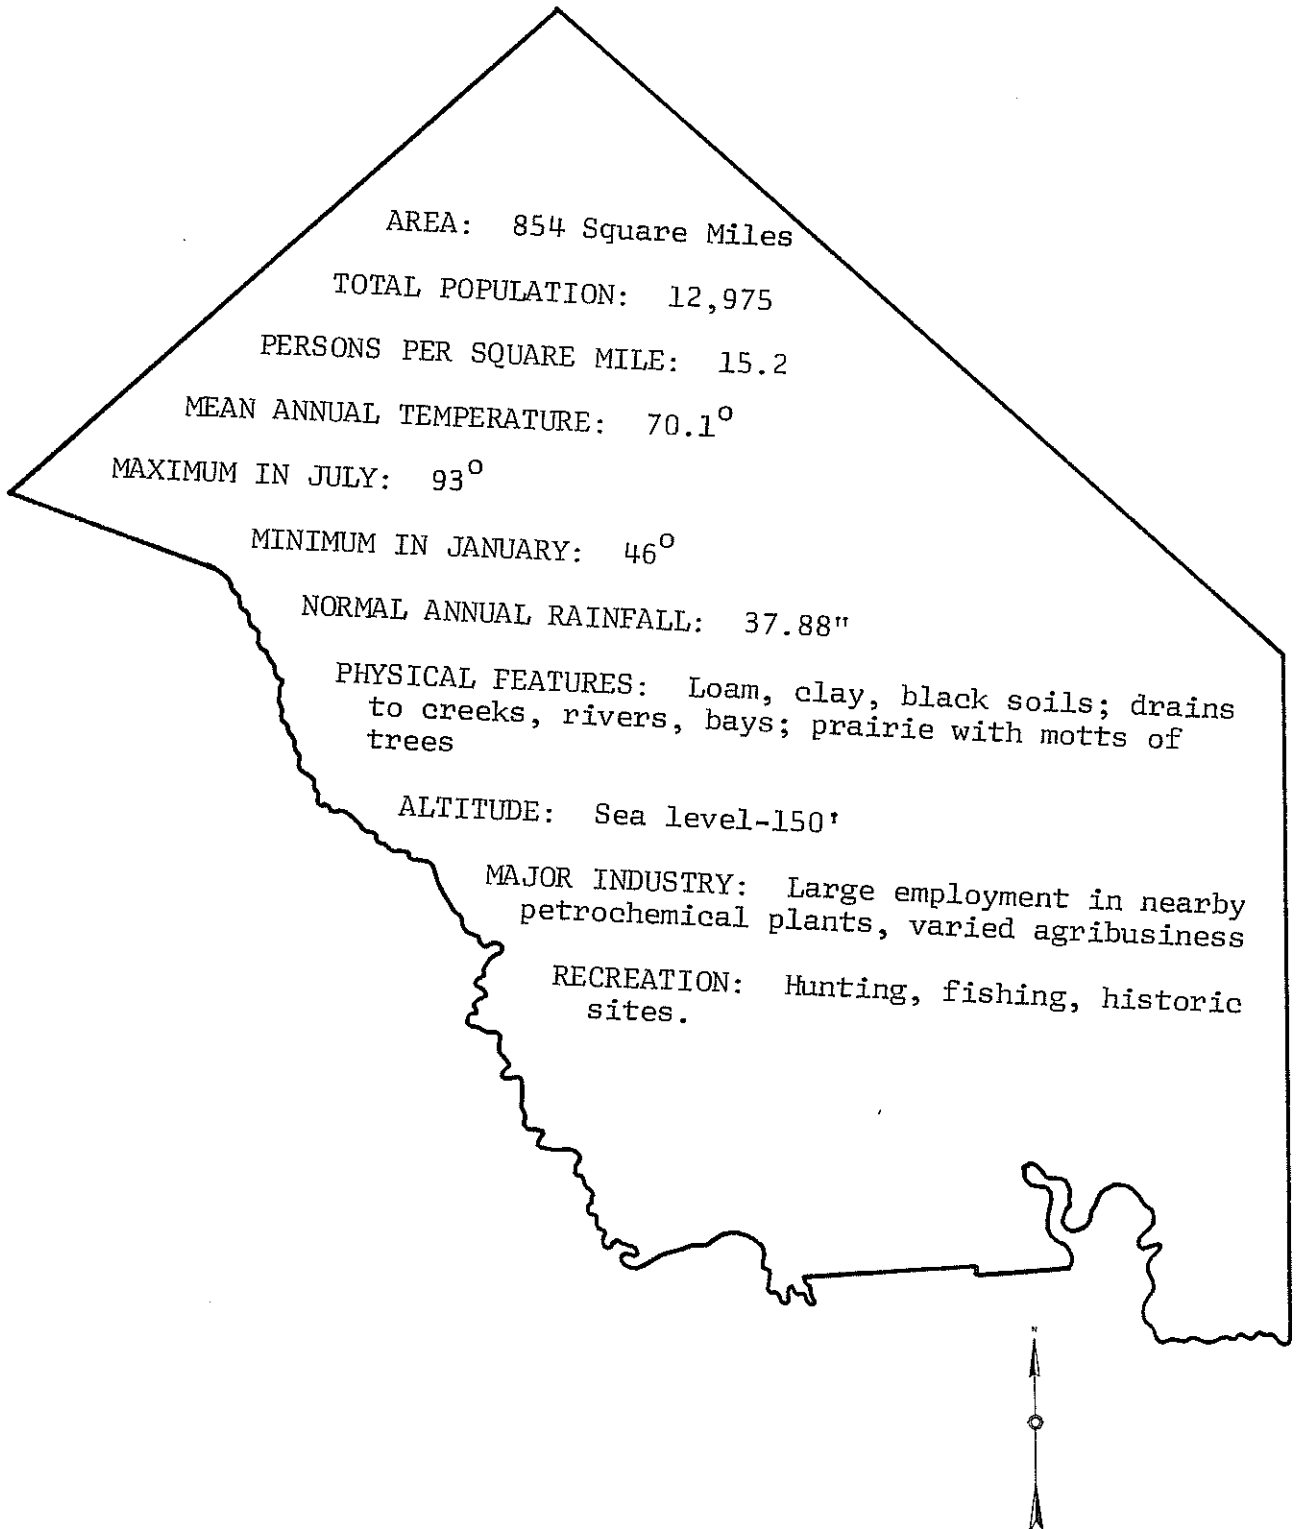 AREA: 854 Square Miles
TOTAL POPULATION: 12,975
PERSONS PER SQUARE MILE: 15.2
MEAN ANNUAL TEMPERATURE: 70.1°
MAXIMUM IN JULY: 93°
MINIMUM IN JANUARY: 46°
NORMAL ANNUAL RAINFALL: 37.88"
PHYSICAL FEATURES: Loam, clay, black soils; drains
to creeks, rivers, bays; prairie with motts of
trees
ALTITUDE: Sea level-150'
MAJOR INDUSTRY: Large employment in nearby
petrochemical plants, varied agribusiness
RECREATION: Hunting, fishing, historic
sites.
N